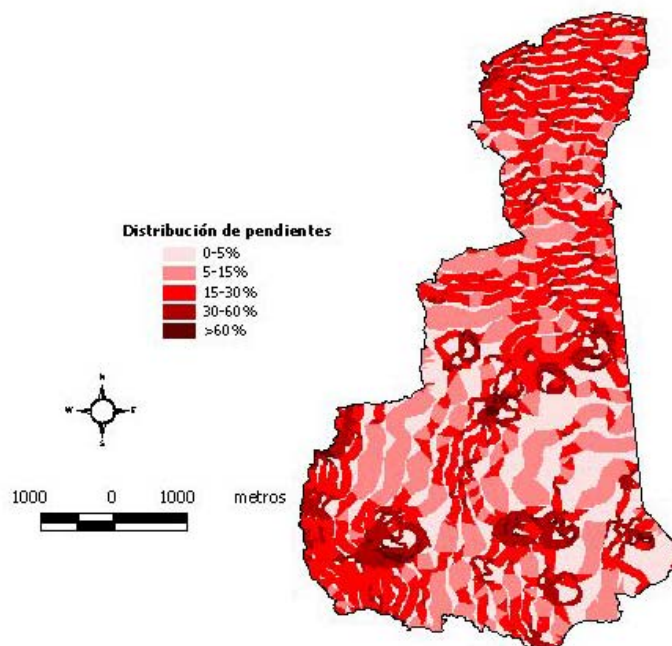 Distribución de pendientes
0-5%
5-15%
15-30%
30-60%
>60%
N
W E
S
1000 0 1000 metros